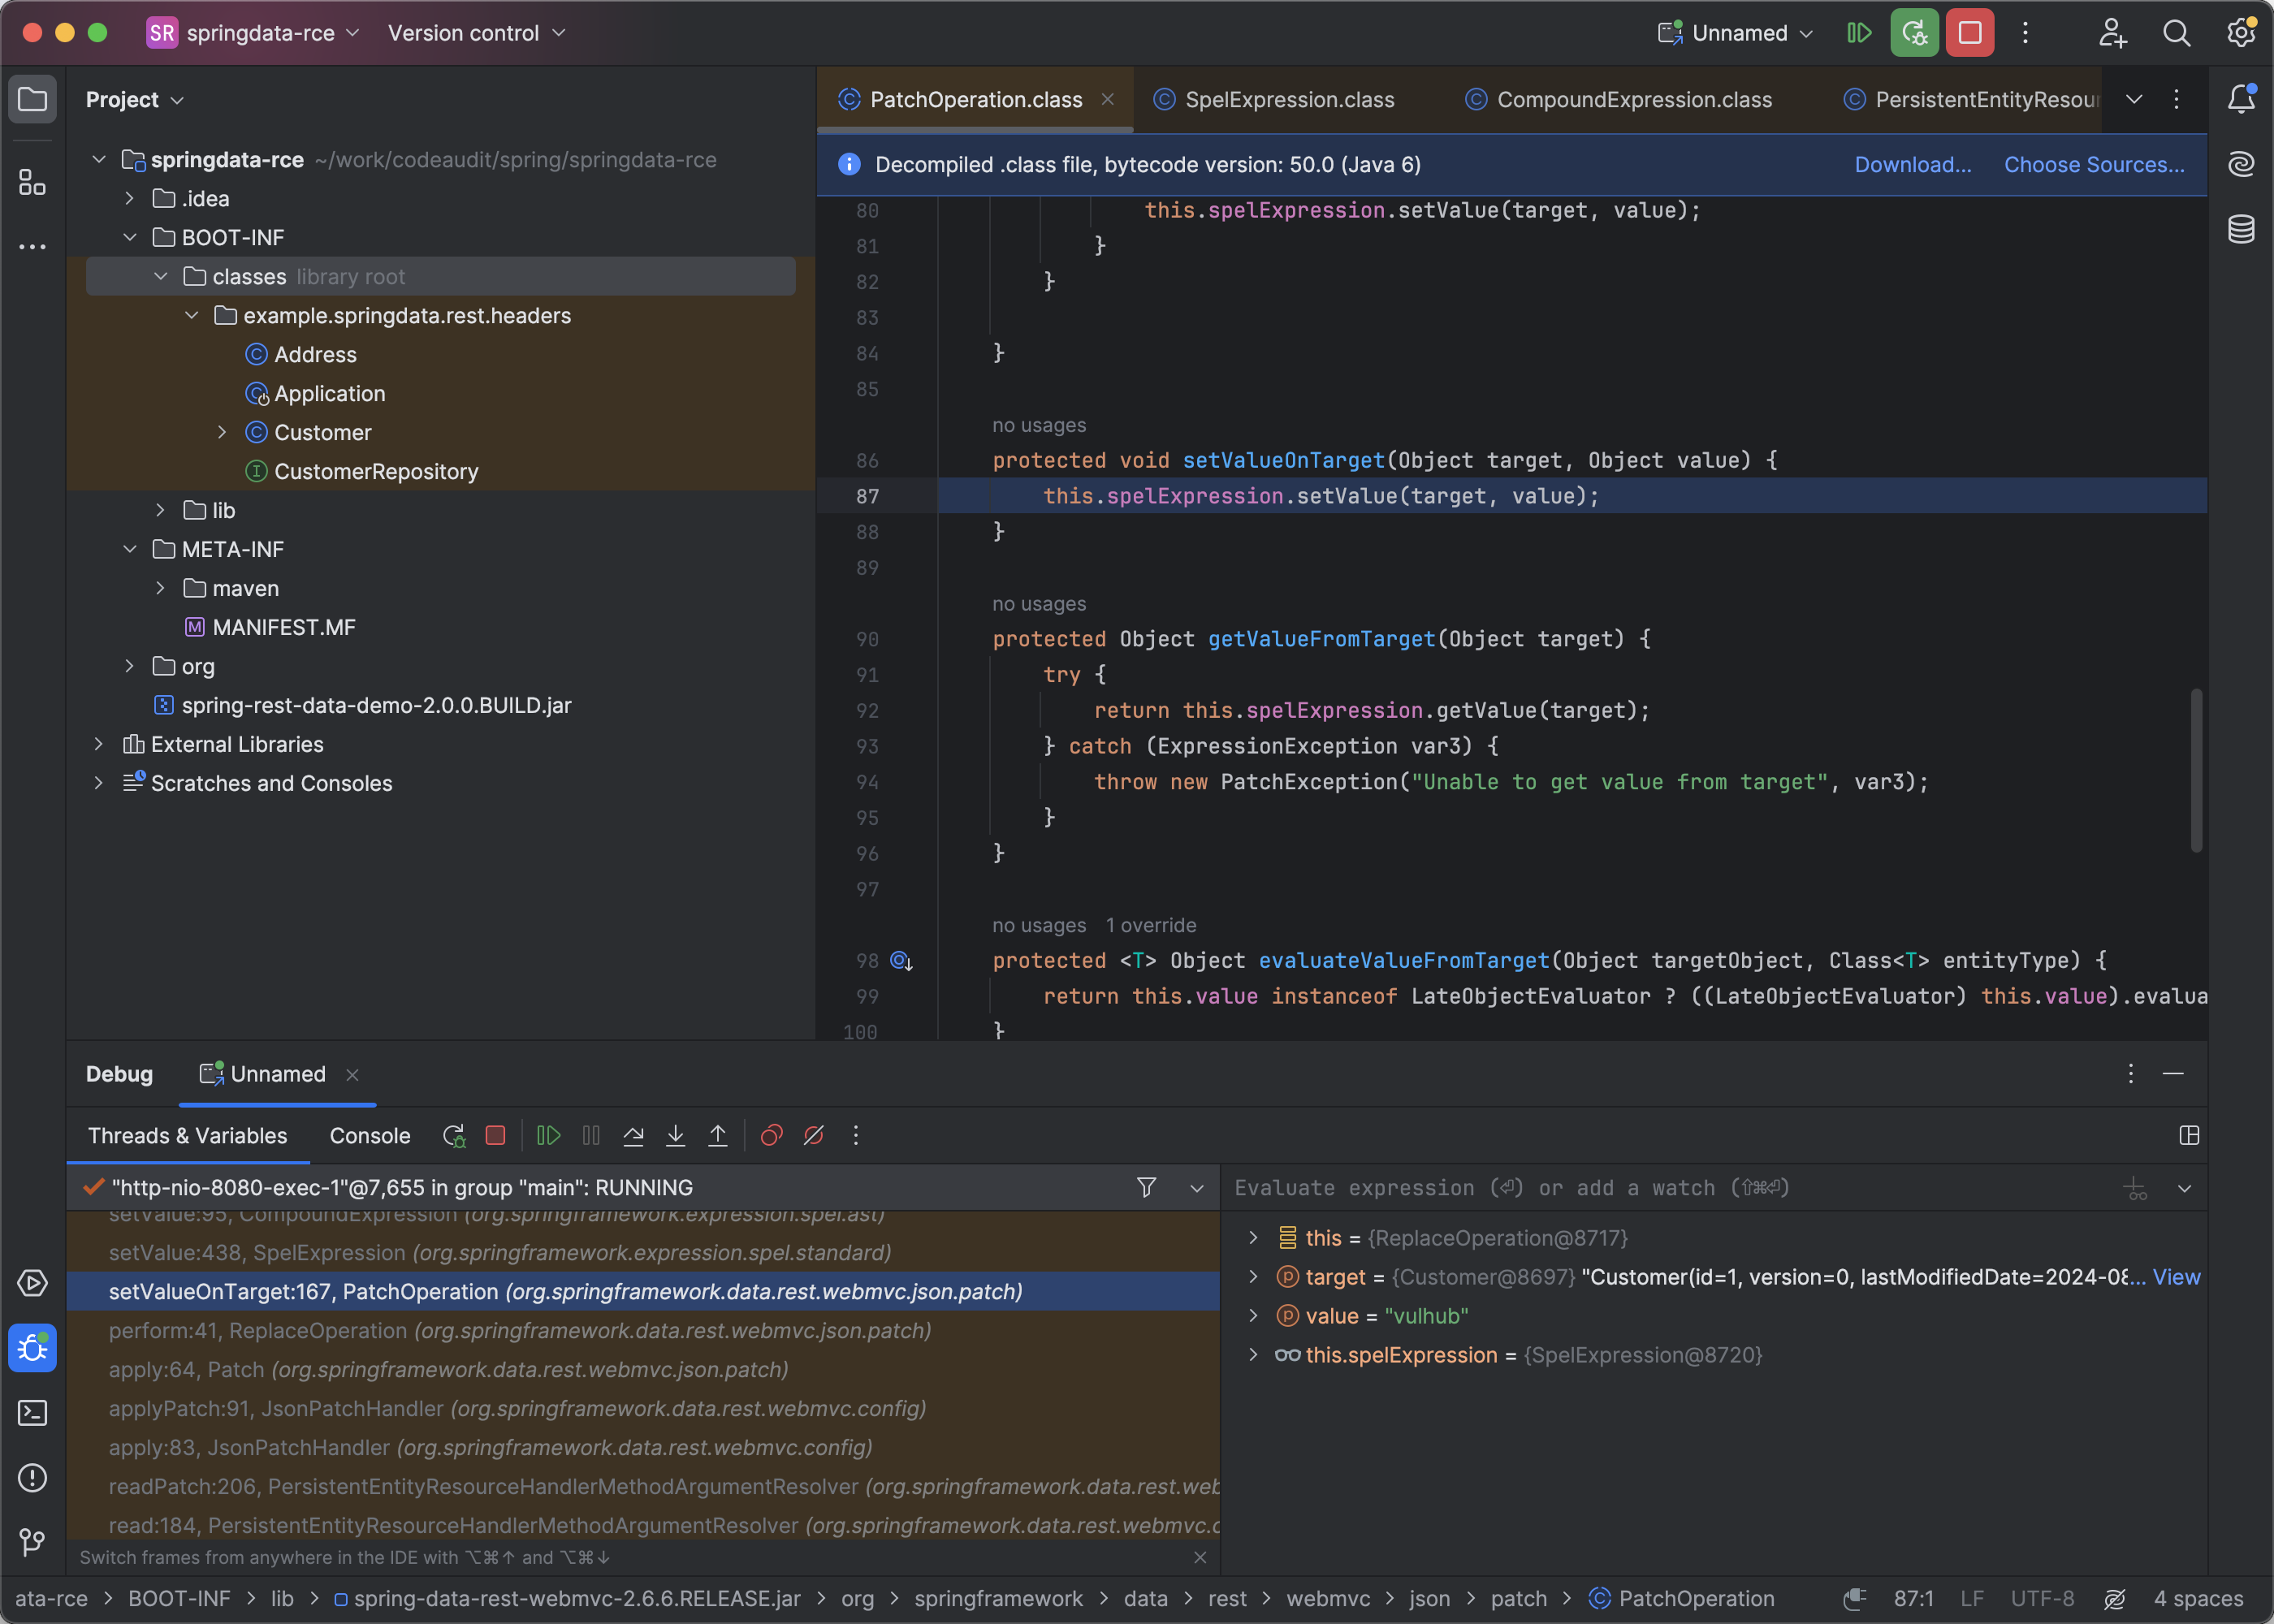 SR springdata-rce Version control Unnamed
Project
springdata-rce ~/work/codeaudit/spring/springdata-rce
.idea
BOOT-INF
classes library root
example.springdata.rest.headers
Address
Application
Customer
CustomerRepository
lib
META-INF
maven
MANIFEST.MF
org
spring-rest-data-demo-2.0.0.BUILD.jar
External Libraries
Scratches and Consoles
PatchOperation.class SpelExpression.class CompoundExpression.class PersistentEntityResour
Decompiled .class file, bytecode version: 50.0 (Java 6) Download... Choose Sources...
80 this.spelExpression.setValue(target, value);
81 }
82 }
83
84 }
85
no usages
86 protected void setValueOnTarget(Object target, Object value) {
87 this.spelExpression.setValue(target, value);
88 }
89
no usages
90 protected Object getValueFromTarget(Object target) {
91 try {
92 return this.spelExpression.getValue(target);
93 } catch (ExpressionException var3) {
94 throw new PatchException("Unable to get value from target", var3);
95 }
96 }
97
no usages 1 override
98 protected <T> Object evaluateValueFromTarget(Object targetObject, Class<T> entityType) {
99 return this.value instanceof LateObjectEvaluator ? ((LateObjectEvaluator) this.value).evalua
100 }
Debug Unnamed
Threads & Variables Console
"http-nio-8080-exec-1"@7,655 in group "main": RUNNING
setValue:95, CompoundExpression (org.springframework.expression.spel.ast)
setValue:438, SpelExpression (org.springframework.expression.spel.standard)
setValueOnTarget:167, PatchOperation (org.springframework.data.rest.webmvc.json.patch)
perform:41, ReplaceOperation (org.springframework.data.rest.webmvc.json.patch)
apply:64, Patch (org.springframework.data.rest.webmvc.json.patch)
applyPatch:91, JsonPatchHandler (org.springframework.data.rest.webmvc.config)
apply:83, JsonPatchHandler (org.springframework.data.rest.webmvc.config)
readPatch:206, PersistentEntityResourceHandlerMethodArgumentResolver (org.springframework.data.rest.web
read:184, PersistentEntityResourceHandlerMethodArgumentResolver (org.springframework.data.rest.webmvc.c
Switch frames from anywhere in the IDE with ⌥⌘↑ and ⌥⌘↓
Evaluate expression (⏎) or add a watch (⇧⌘⏎)
this = {ReplaceOperation@8717}
target = {Customer@8697} "Customer(id=1, version=0, lastModifiedDate=2024-08... View
value = "vulhub"
this.spelExpression = {SpelExpression@8720}
ata-rce > BOOT-INF > lib > spring-data-rest-webmvc-2.6.6.RELEASE.jar > org > springframework > data > rest > webmvc > json > patch > PatchOperation 87:1 LF UTF-8 4 spaces